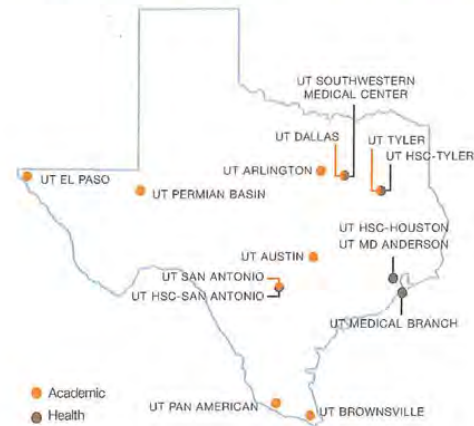 UT SOUTHWESTERN
MEDICAL CENTER
UT DALLAS
UT TYLER
UT HSC-TYLER
UT ARLINGTON
UT EL PASO
UT PERMIAN BASIN
UT HSC-HOUSTON
UT MD ANDERSON
UT AUSTIN
UT SAN ANTONIO
UT HSC-SAN ANTONIO
UT MEDICAL BRANCH
Academic
Health
UT PAN AMERICAN
UT BROWNSVILLE